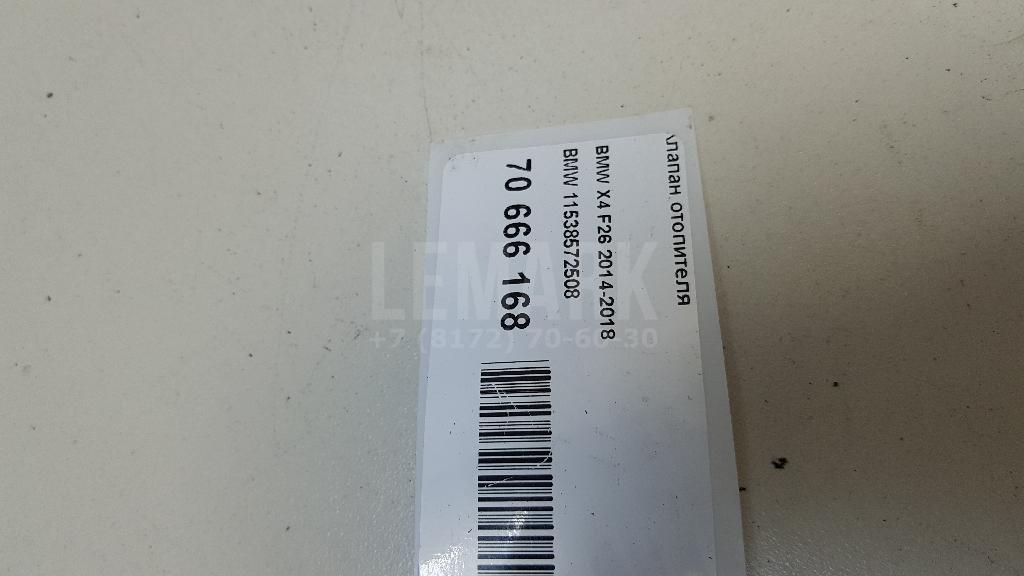 лапан отопителя
BMW X4 F26 2014-2018
BMW 11538572508
70 666 168
LEMARK
+7 (8172) 70-60-30